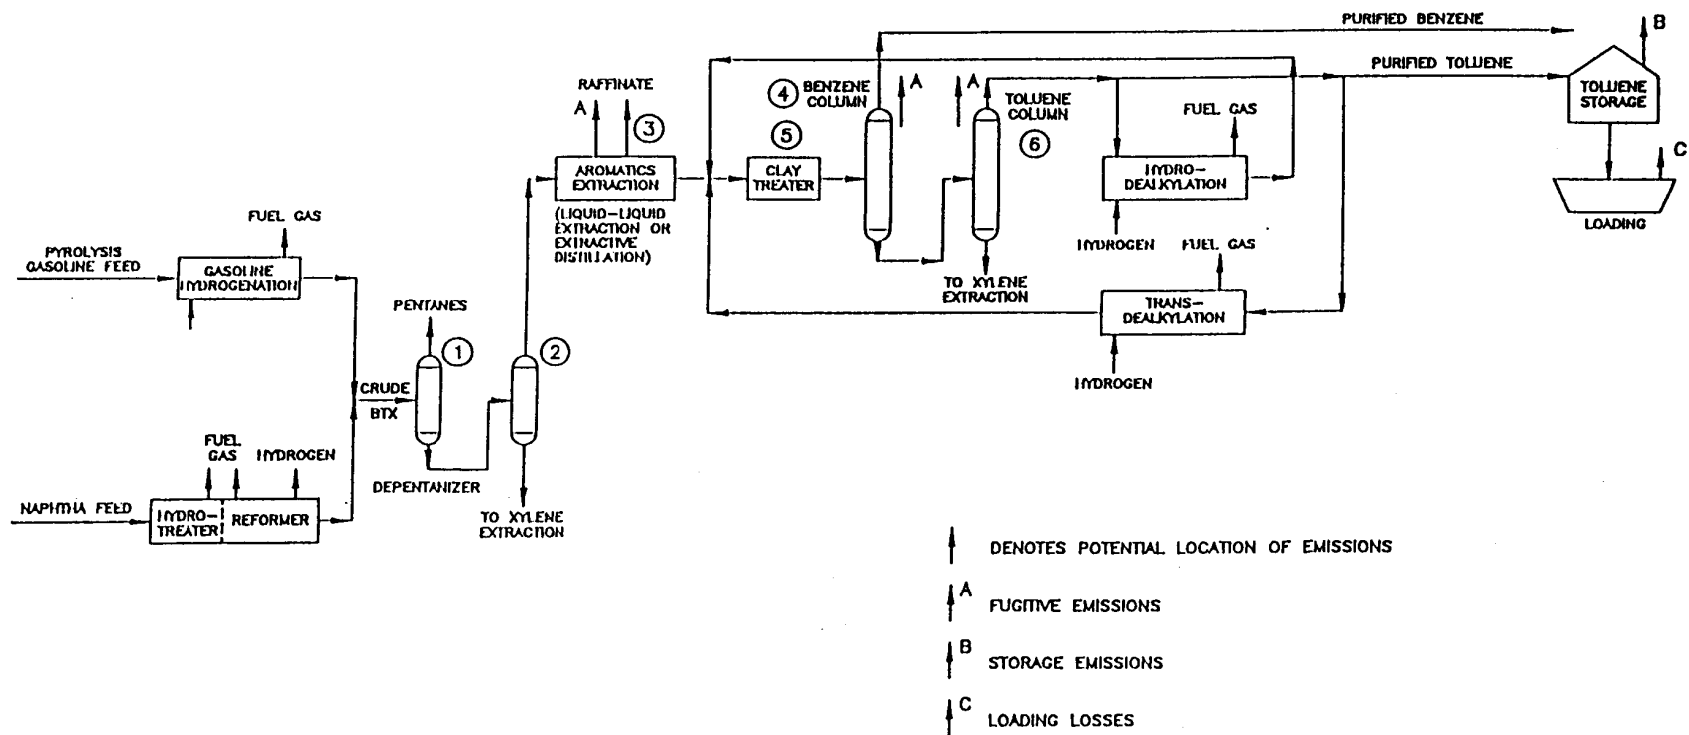 PURIFIED BENZENE
B
PURIFIED TOLUENE
TOLUENE
STORAGE
C
LOADING
RAFFINATE
A
3
4
BENZENE
COLUMN
A
A
TOLUENE
COLUMN
6
FUEL GAS
5
CLAY
TREATER
AROMATICS
EXTRACTION
(LIQUID-LIQUID
EXTRACTION OR
EXTRACTIVE
DISTILLATION)
HYDRO-
DEALKYLATION
HYDROGEN
FUEL GAS
TO XYLENE
EXTRACTION
TRANS-
DEALKYLATION
HYDROGEN
FUEL GAS
PYROLYSIS
GASOLINE FEED
GASOLINE
HYDROGENATION
PENTANES
1
2
CRUDE
BTX
FUEL
GAS
HYDROGEN
DEPENTANIZER
NAPHTHA FEED
HYDRO-
TREATER
REFORMER
TO XYLENE
EXTRACTION
DENOTES POTENTIAL LOCATION OF EMISSIONS
A
FUGITIVE EMISSIONS
B
STORAGE EMISSIONS
C
LOADING LOSSES